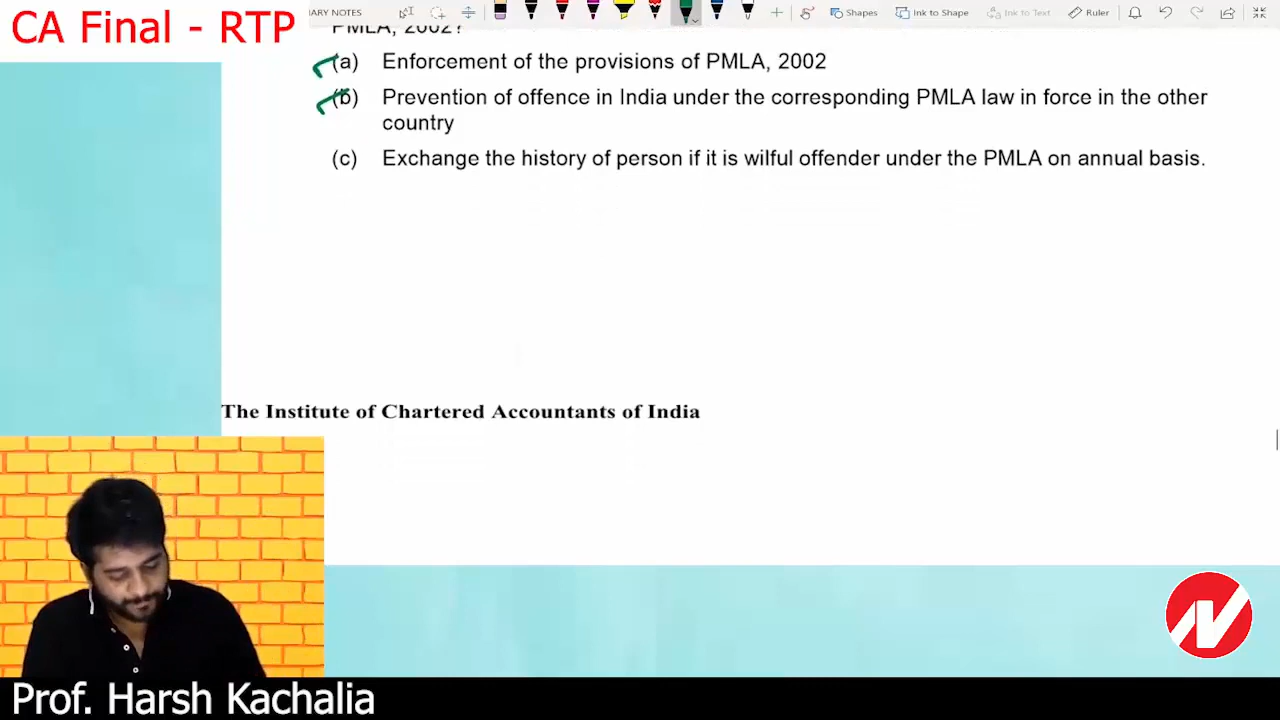 CA Final - RTP
ARY NOTES
Shapes
Ink to Shape
Ink to Text
Ruler
PMLA, 2002?
(a) Enforcement of the provisions of PMLA, 2002
(b) Prevention of offence in India under the corresponding PMLA law in force in the other
country
(c) Exchange the history of person if it is wilful offender under the PMLA on annual basis.
The Institute of Chartered Accountants of India
Prof. Harsh Kachalia